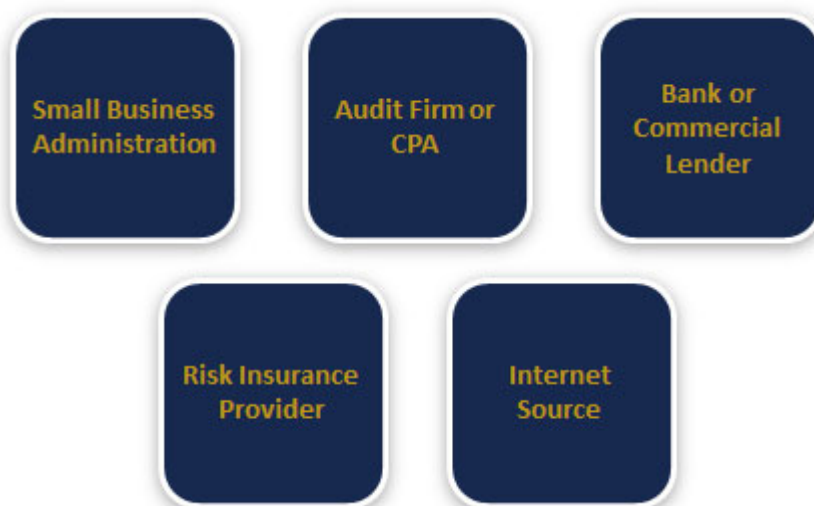 Small Business
Administration
Audit Firm or
CPA
Bank or
Commercial
Lender
Risk Insurance
Provider
Internet
Source